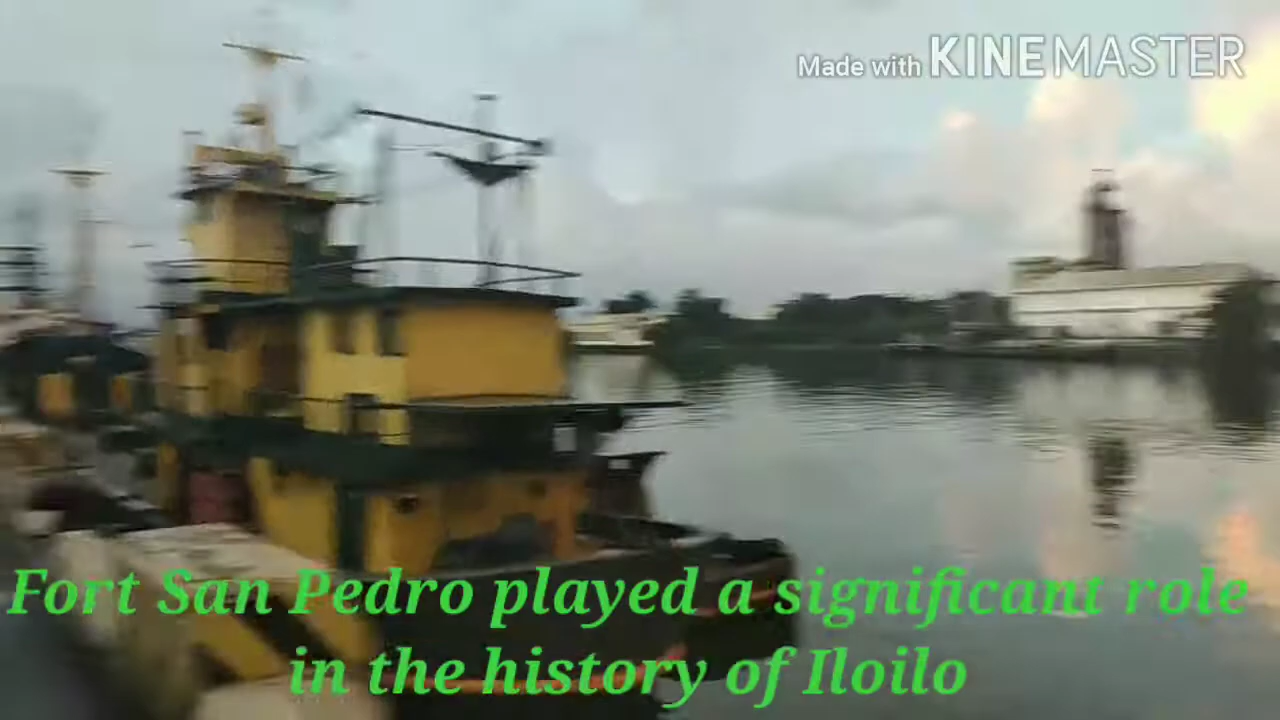 Made with KINEMASTER
Fort San Pedro played a significant role
in the history of Iloilo